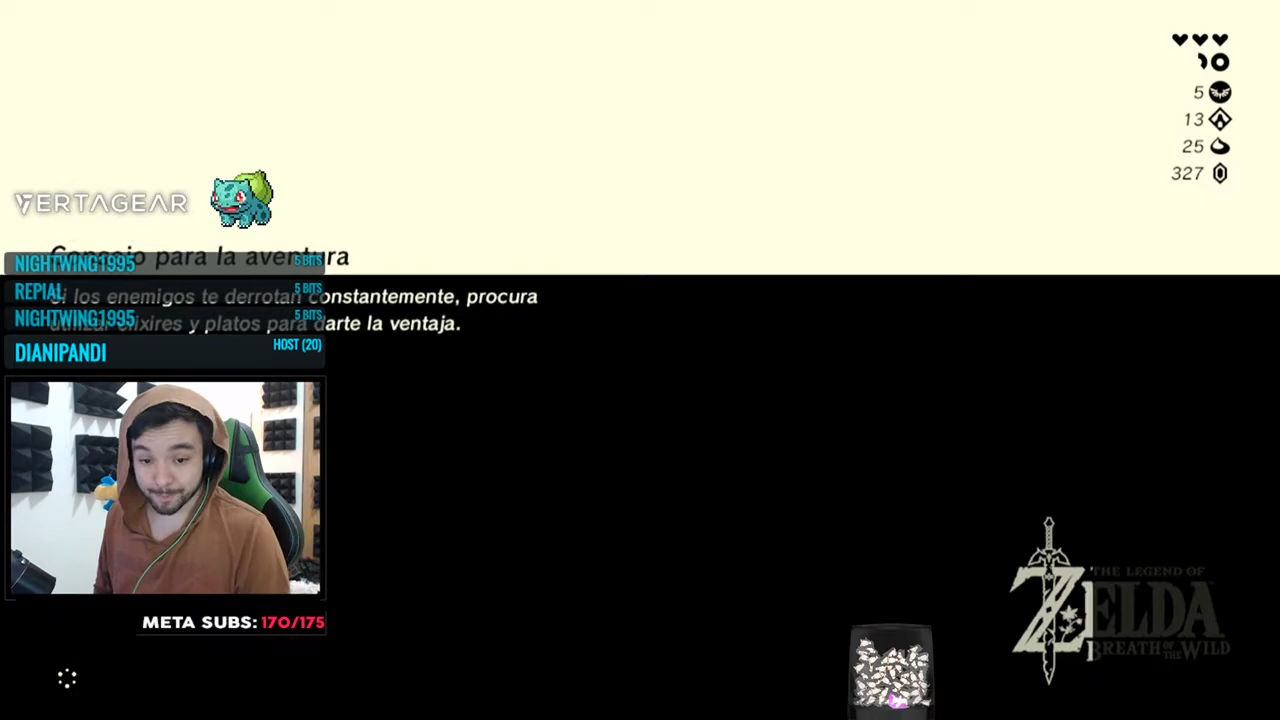 5
13
25
327
VERTAGEAR
Consejo para la aventura
NIGHTWING1995 5 BITS
Si los enemigos te derrotan constantemente, procura
REPIAL 5 BITS
utilizar elixires y platos para darte la ventaja.
NIGHTWING1995 5 BITS
DIANIPANDI HOST (20)
META SUBS: 170/175
THE LEGEND OF
ZELDA
BREATH OF THE WILD